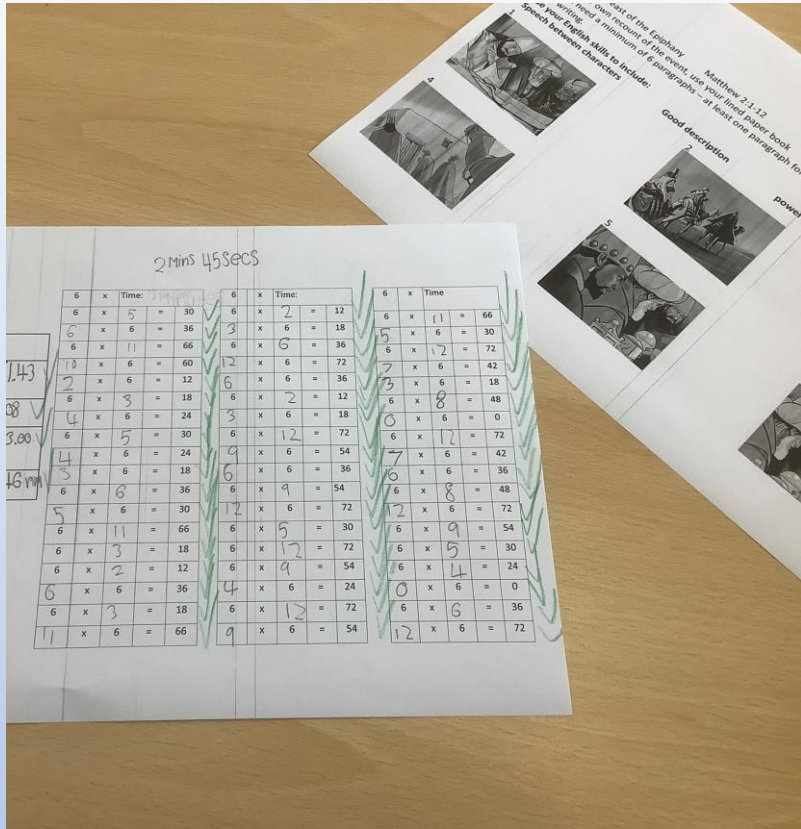 east of the Epiphany
Matthew 2:1-12
own recount of the event, use your lined paper book
need a minimum of 6 paragraphs – at least one paragraph for
writing.
your English skills to include:
Speech between characters
Good description
power
1
2
4
5
2 Mins 45 secs
7.43
08
3.00
6 x Time:
6 x 5 = 30
6 x 6 = 36
6 x 11 = 66
10 x 6 = 60
2 x 6 = 12
6 x 3 = 18
4 x 6 = 24
6 x 5 = 30
4 x 6 = 24
3 x 6 = 18
6 x 6 = 36
5 x 6 = 30
6 x 11 = 66
6 x 3 = 18
6 x 2 = 12
6 x 6 = 36
6 x 3 = 18
11 x 6 = 66
6 x Time:
6 x 2 = 12
3 x 6 = 18
6 x 6 = 36
12 x 6 = 72
6 x 6 = 36
6 x 2 = 12
3 x 6 = 18
6 x 12 = 72
9 x 6 = 54
6 x 6 = 36
6 x 9 = 54
12 x 6 = 72
6 x 5 = 30
6 x 12 = 72
6 x 9 = 54
4 x 6 = 24
6 x 12 = 72
9 x 6 = 54
6 x Time
6 x 11 = 66
5 x 6 = 30
6 x 12 = 72
7 x 6 = 42
3 x 6 = 18
6 x 8 = 48
0 x 6 = 0
6 x 12 = 72
7 x 6 = 42
6 x 6 = 36
6 x 8 = 48
12 x 6 = 72
6 x 9 = 54
6 x 5 = 30
6 x 4 = 24
0 x 6 = 0
6 x 6 = 36
12 x 6 = 72